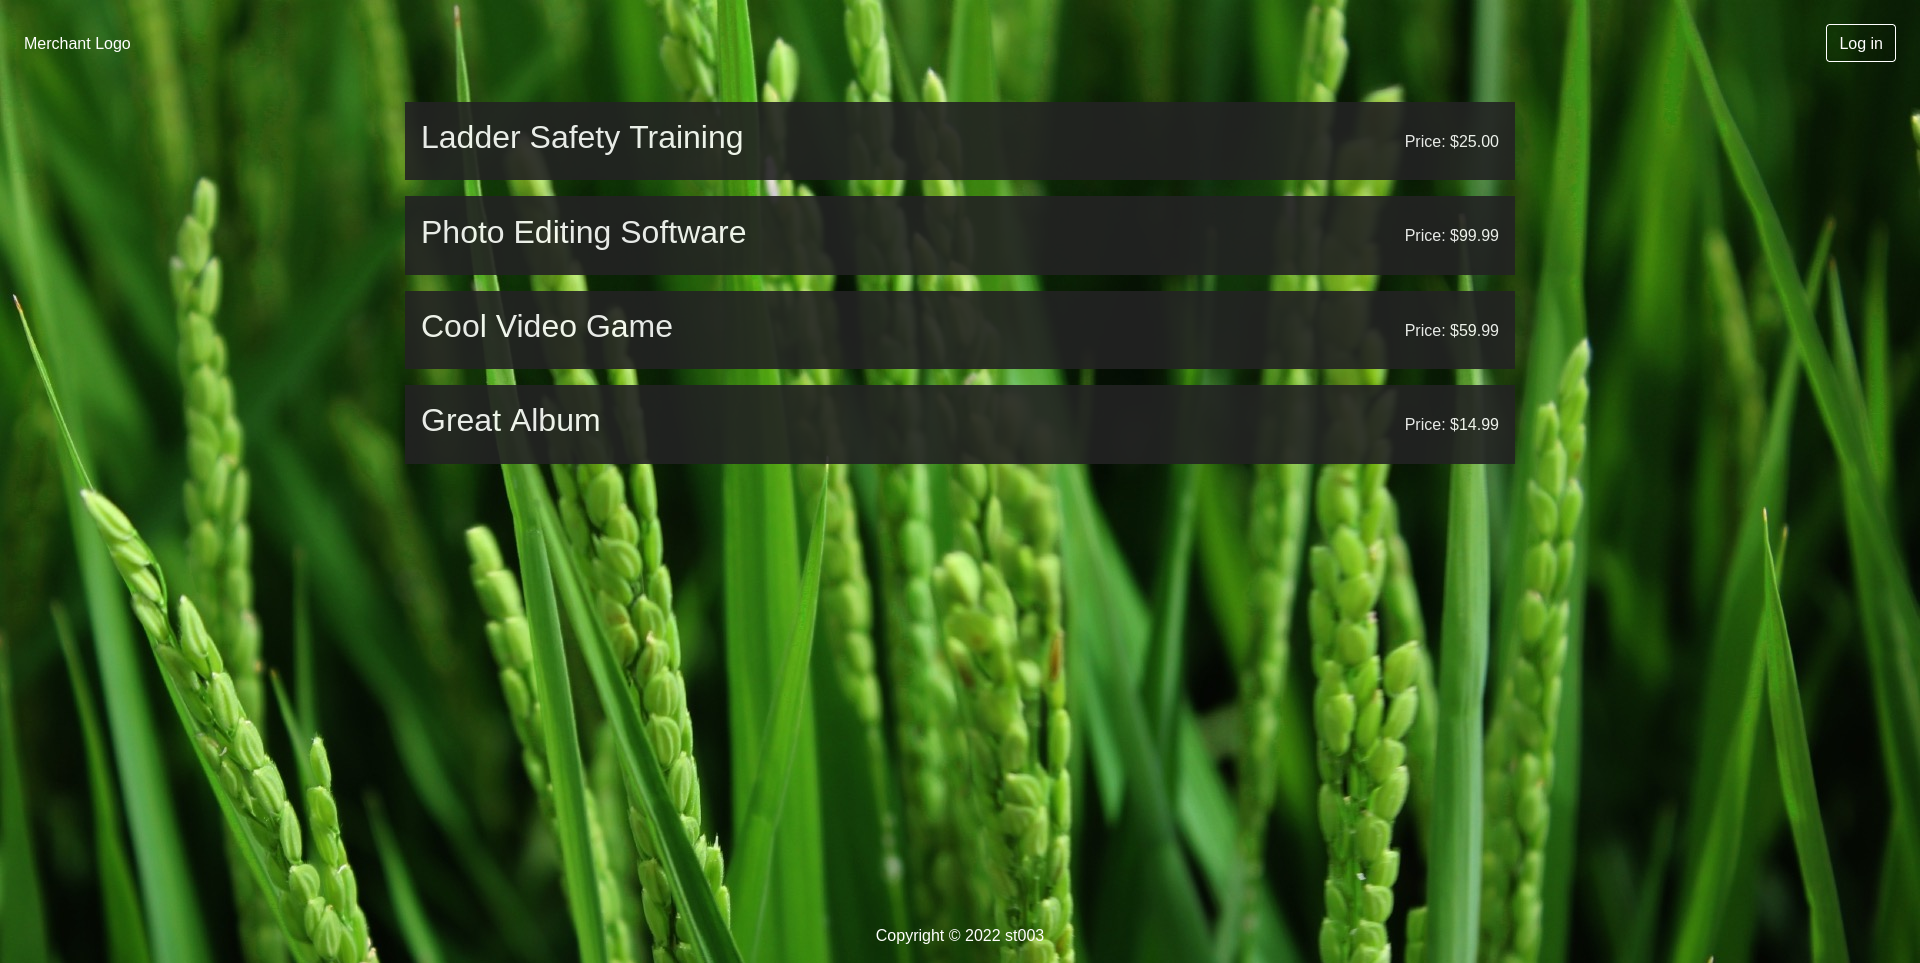 Merchant Logo
Log in
Ladder Safety Training
Price: $25.00
Photo Editing Software
Price: $99.99
Cool Video Game
Price: $59.99
Great Album
Price: $14.99
Copyright © 2022 st003